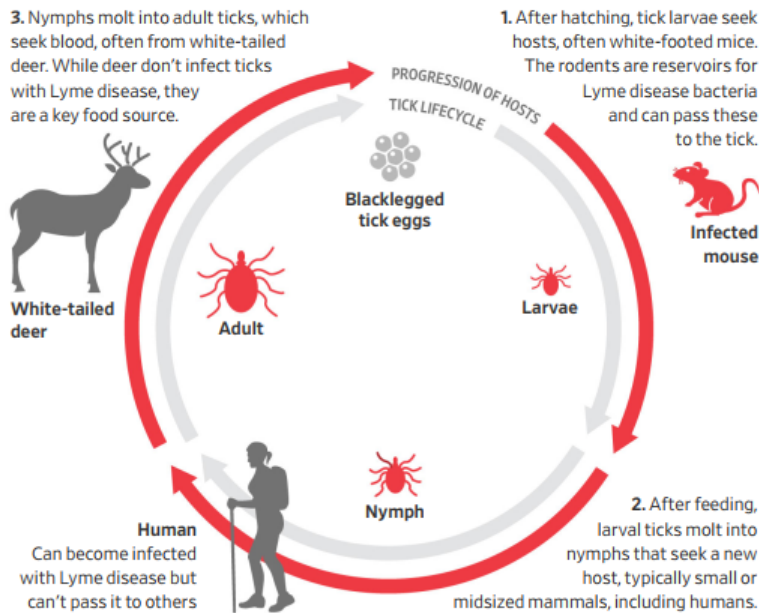 3. Nymphs molt into adult ticks, which
seek blood, often from white-tailed
deer. While deer don’t infect ticks
with Lyme disease, they
are a key food source.
1. After hatching, tick larvae seek
hosts, often white-footed mice.
The rodents are reservoirs for
Lyme disease bacteria
and can pass these
to the tick.
PROGRESSION OF HOSTS
TICK LIFECYCLE
Blacklegged
tick eggs
Infected
mouse
White-tailed
deer
Adult
Larvae
Nymph
Human
Can become infected
with Lyme disease but
can’t pass it to others
2. After feeding,
larval ticks molt into
nymphs that seek a new
host, typically small or
midsized mammals, including humans.